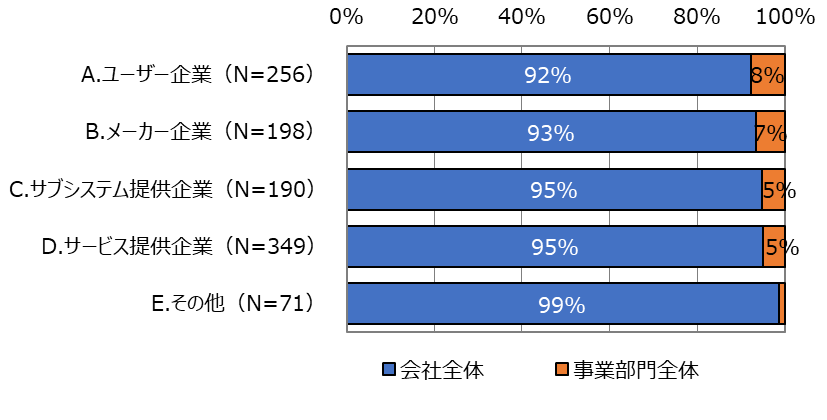 0% 20% 40% 60% 80% 100%
A.ユーザー企業（N=256） 92% 8%
B.メーカー企業（N=198） 93% 7%
C.サブシステム提供企業（N=190） 95% 5%
D.サービス提供企業（N=349） 95% 5%
E.その他（N=71） 99%
会社全体 事業部門全体